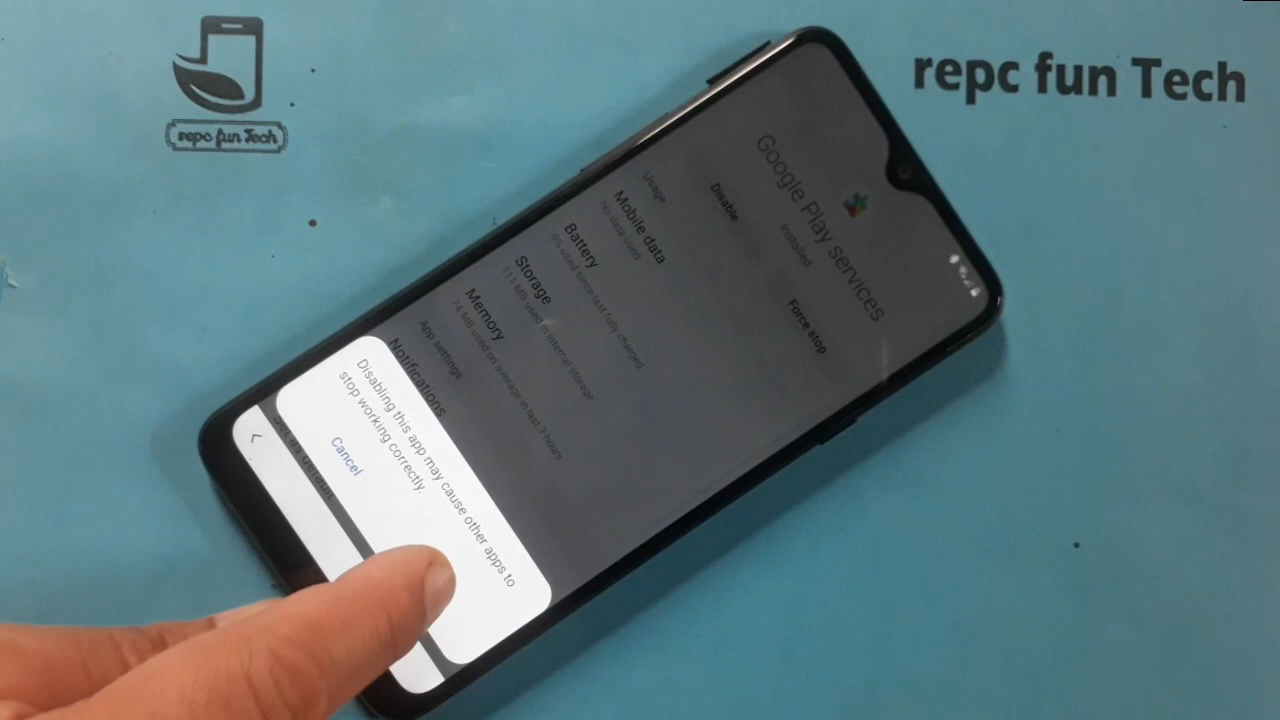 repc fun Tech
repc fun Tech
Google Play services
Installed
Disable
Force stop
Usage
Mobile data
No data used
Battery
0% used since last fully charged
Storage
111 MB used in internal storage
Memory
74 MB used on average in last 3 hours
App settings
Notifications
Set as default
Disabling this app may cause other apps to
stop working correctly.
Cancel